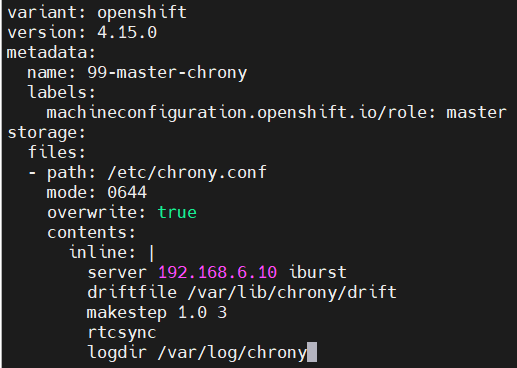 variant: openshift
version: 4.15.0
metadata:
  name: 99-master-chrony
  labels:
    machineconfiguration.openshift.io/role: master
storage:
  files:
  - path: /etc/chrony.conf
    mode: 0644
    overwrite: true
    contents:
      inline: |
        server 192.168.6.10 iburst
        driftfile /var/lib/chrony/drift
        makestep 1.0 3
        rtcsync
        logdir /var/log/chrony